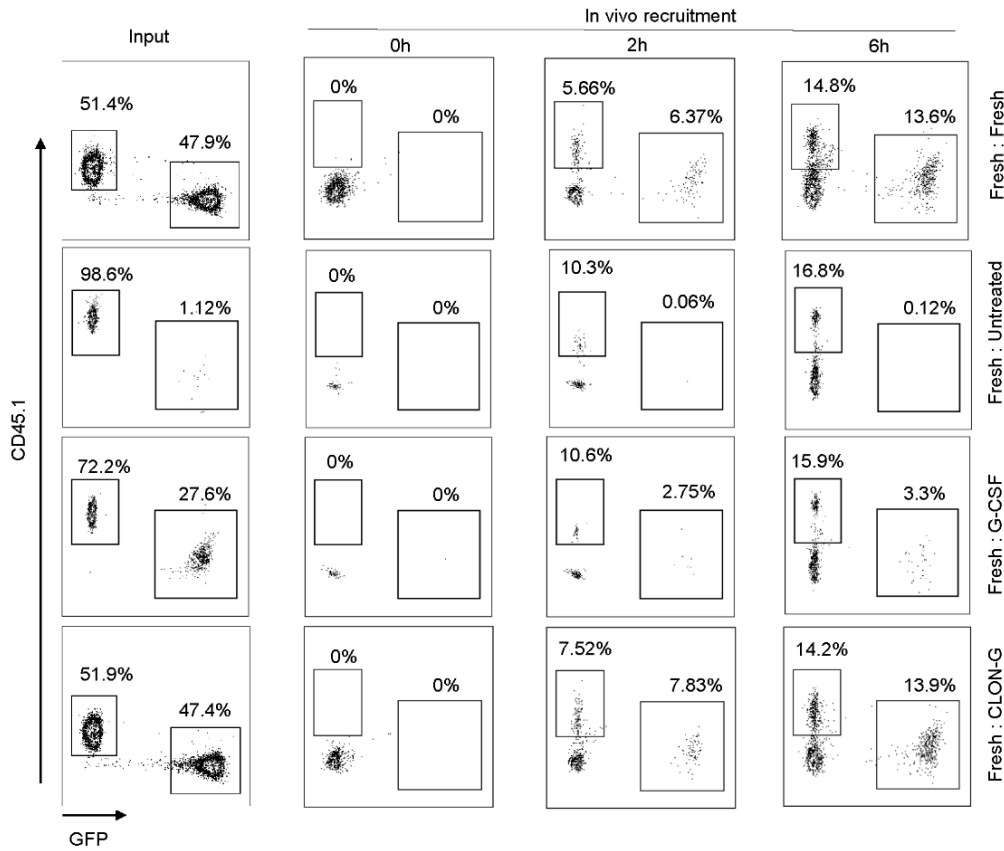 In vivo recruitment
Input
0h
2h
6h
51.4%
47.9%
0%
0%
5.66%
6.37%
14.8%
13.6%
Fresh : Fresh
98.6%
1.12%
0%
0%
10.3%
0.06%
16.8%
0.12%
Fresh : Untreated
72.2%
27.6%
0%
0%
10.6%
2.75%
15.9%
3.3%
Fresh : G-CSF
51.9%
47.4%
0%
0%
7.52%
7.83%
14.2%
13.9%
Fresh : CLON-G
CD45.1
GFP